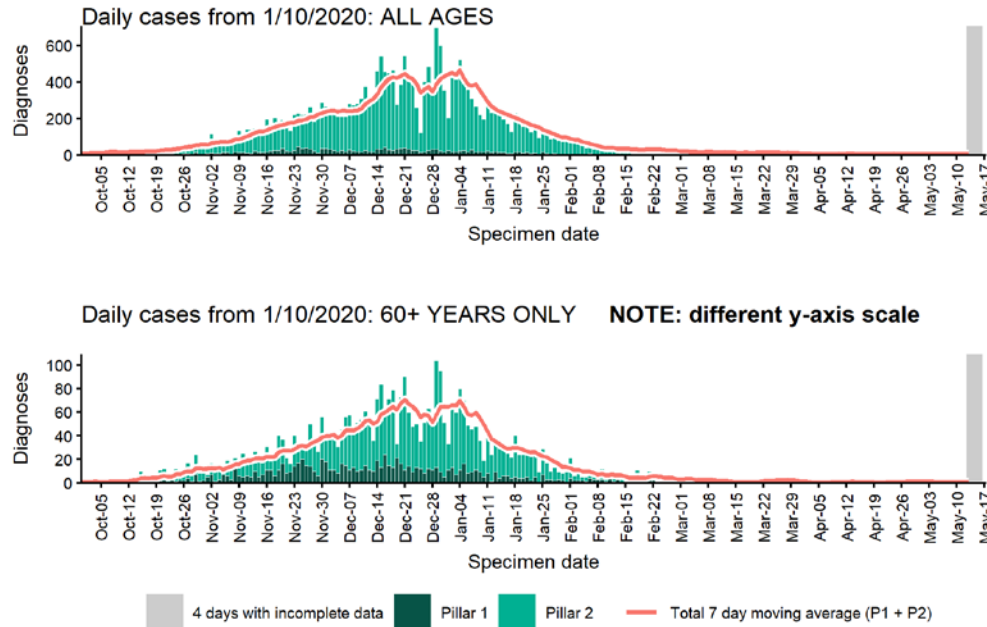 Daily cases from 1/10/2020: ALL AGES
600
400
200
0
Diagnoses
Oct-05
Oct-12
Oct-19
Oct-26
Nov-02
Nov-09
Nov-16
Nov-23
Nov-30
Dec-07
Dec-14
Dec-21
Dec-28
Jan-04
Jan-11
Jan-18
Jan-25
Feb-01
Feb-08
Feb-15
Feb-22
Mar-01
Mar-08
Mar-15
Mar-22
Mar-29
Apr-05
Apr-12
Apr-19
Apr-26
May-03
May-10
May-17
Specimen date
Daily cases from 1/10/2020: 60+ YEARS ONLY NOTE: different y-axis scale
100
80
60
40
20
0
Diagnoses
Oct-05
Oct-12
Oct-19
Oct-26
Nov-02
Nov-09
Nov-16
Nov-23
Nov-30
Dec-07
Dec-14
Dec-21
Dec-28
Jan-04
Jan-11
Jan-18
Jan-25
Feb-01
Feb-08
Feb-15
Feb-22
Mar-01
Mar-08
Mar-15
Mar-22
Mar-29
Apr-05
Apr-12
Apr-19
Apr-26
May-03
May-10
May-17
Specimen date
4 days with incomplete data Pillar 1 Pillar 2 Total 7 day moving average (P1 + P2)